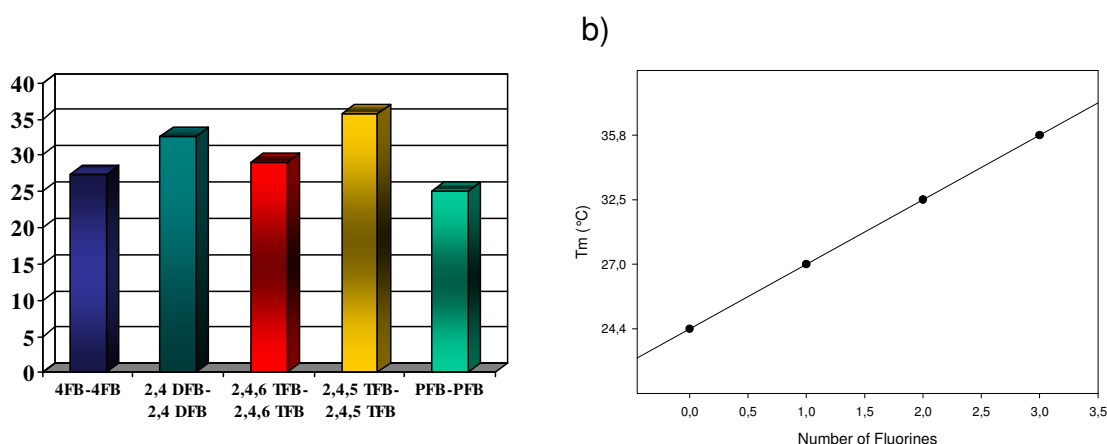 b)
40
35
30
25
20
15
10
5
0
4FB-4FB
2,4 DFB-
2,4 DFB
2,4,6 TFB-
2,4,6 TFB
2,4,5 TFB-
2,4,5 TFB
PFB-PFB
Tm (°C)
35,8
32,5
27,0
24,4
0,0 0,5 1,0 1,5 2,0 2,5 3,0 3,5
Number of Fluorines